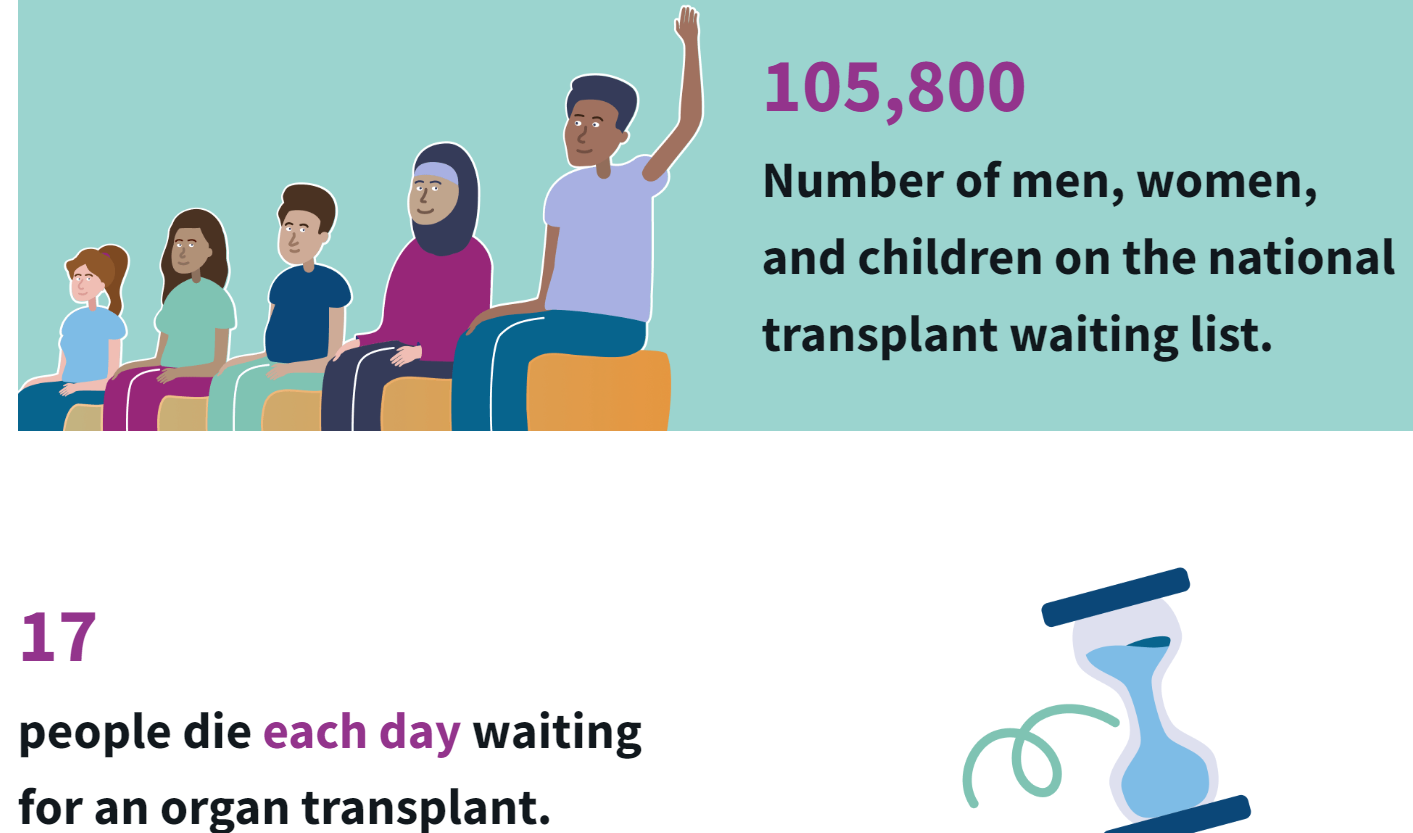 105,800
Number of men, women,
and children on the national
transplant waiting list.
17
people die each day waiting
for an organ transplant.